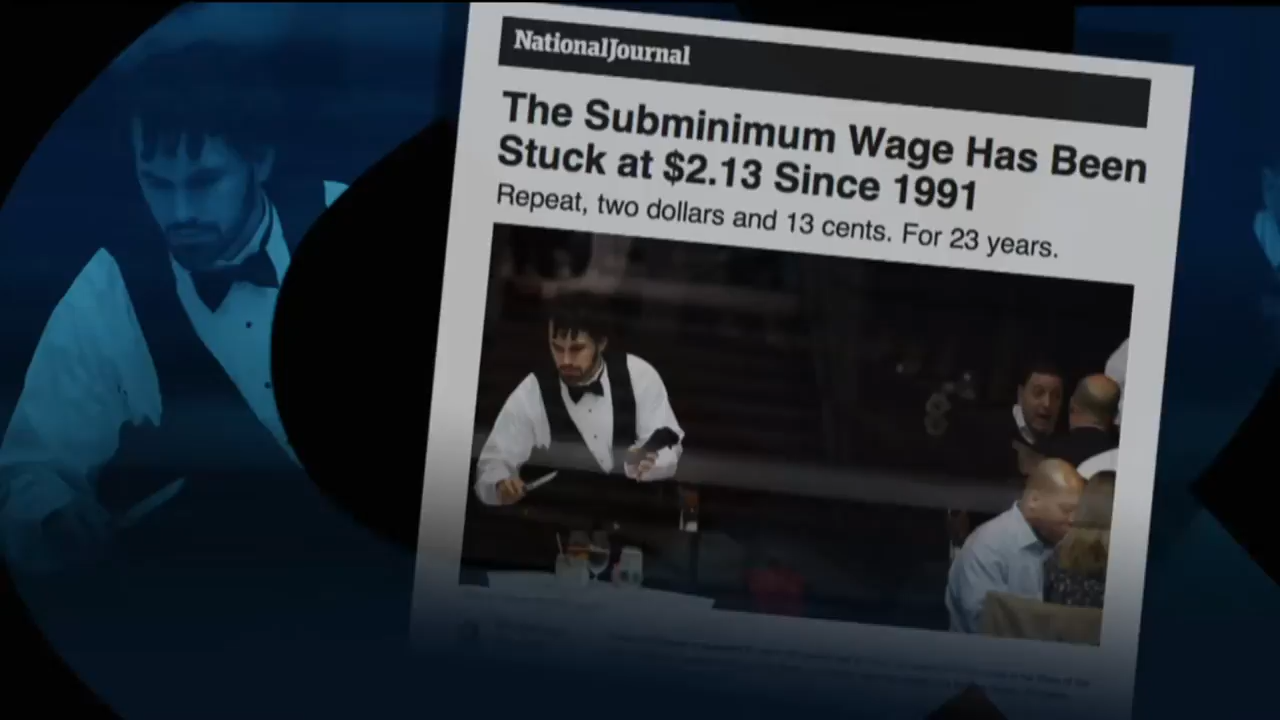 NationalJournal
The Subminimum Wage Has Been
Stuck at $2.13 Since 1991
Repeat, two dollars and 13 cents. For 23 years.